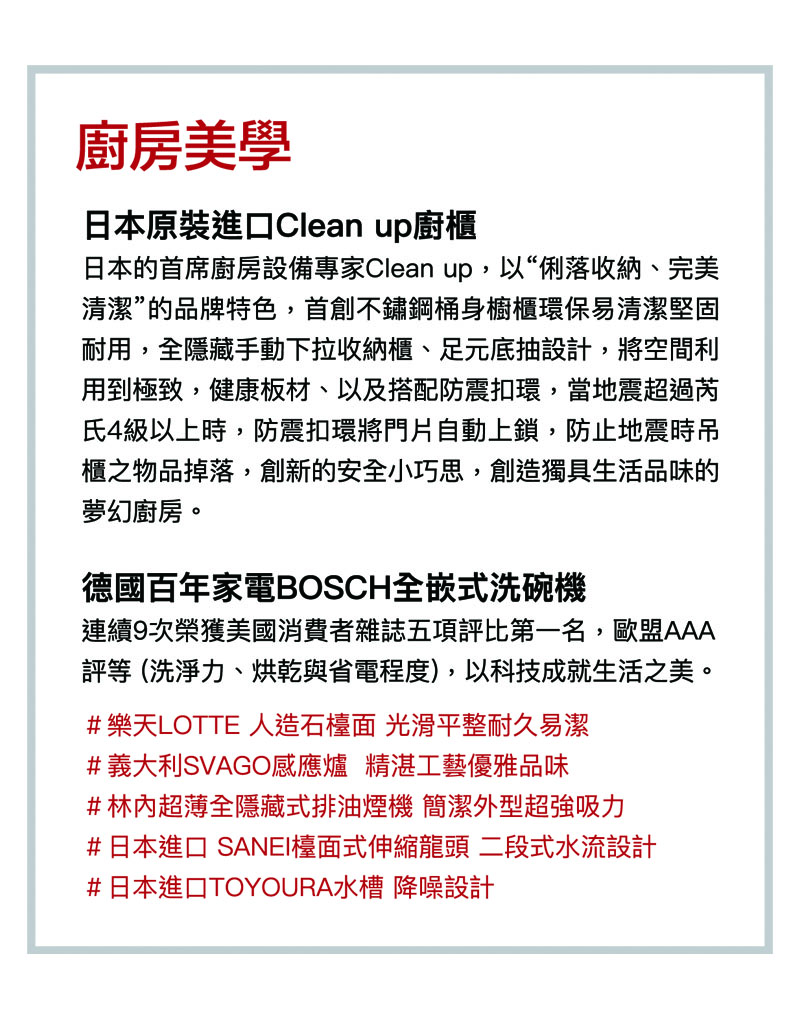 廚房美學
日本原裝進口Clean up廚櫃
日本的首席廚房設備專家Clean up，以“俐落收納、完美
清潔”的品牌特色，首創不鏽鋼桶身櫥櫃環保易清潔堅固
耐用，全隱藏手動下拉收納櫃、足元底抽設計，將空間利
用到極致，健康板材、以及搭配防震扣環，當地震超過芮
氏4級以上時，防震扣環將門片自動上鎖，防止地震時吊
櫃之物品掉落，創新的安全小巧思，創造獨具生活品味的
夢幻廚房。
德國百年家電BOSCH全嵌式洗碗機
連續9次榮獲美國消費者雜誌五項評比第一名，歐盟AAA
評等 (洗淨力、烘乾與省電程度)，以科技成就生活之美。
# 樂天LOTTE 人造石檯面 光滑平整耐久易潔
# 義大利SVAGO感應爐  精湛工藝優雅品味
# 林內超薄全隱藏式排油煙機 簡潔外型超強吸力
# 日本進口 SANEI檯面式伸縮龍頭 二段式水流設計
# 日本進口TOYOURA水槽 降噪設計